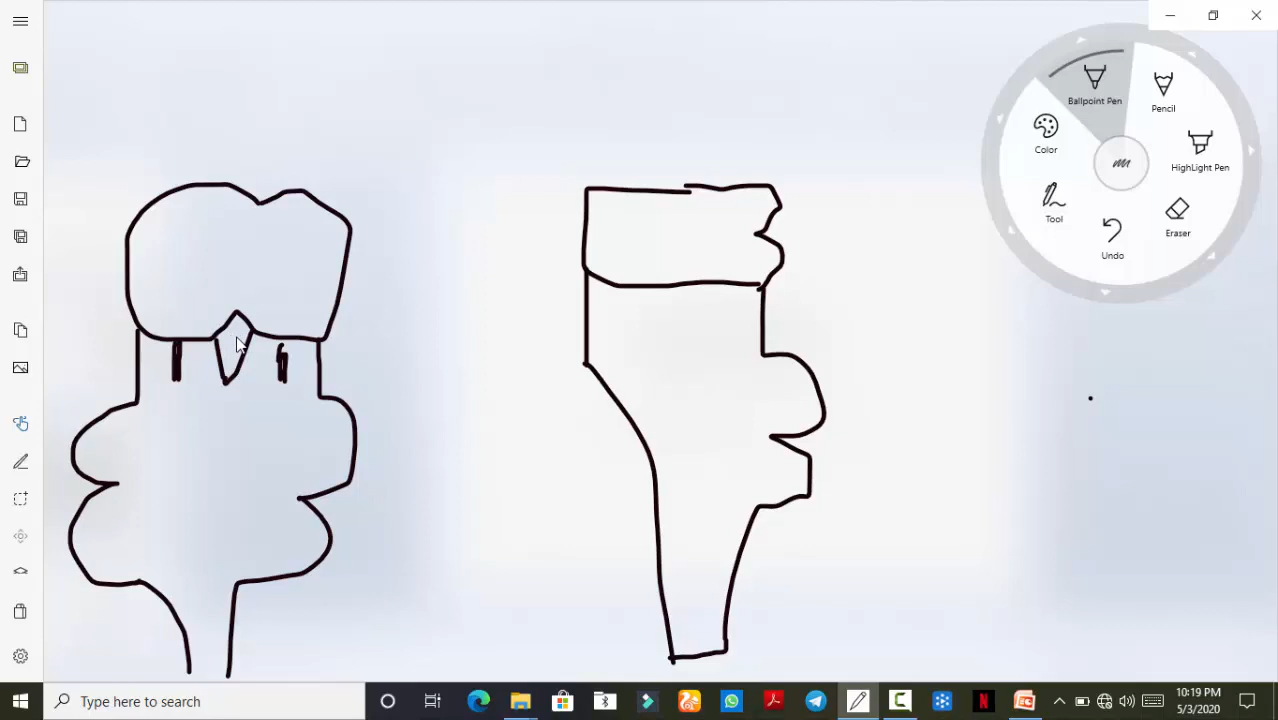 Ballpoint Pen
Pencil
Color
HighLight Pen
Tool
Eraser
Undo
Type here to search
10:19 PM
5/3/2020